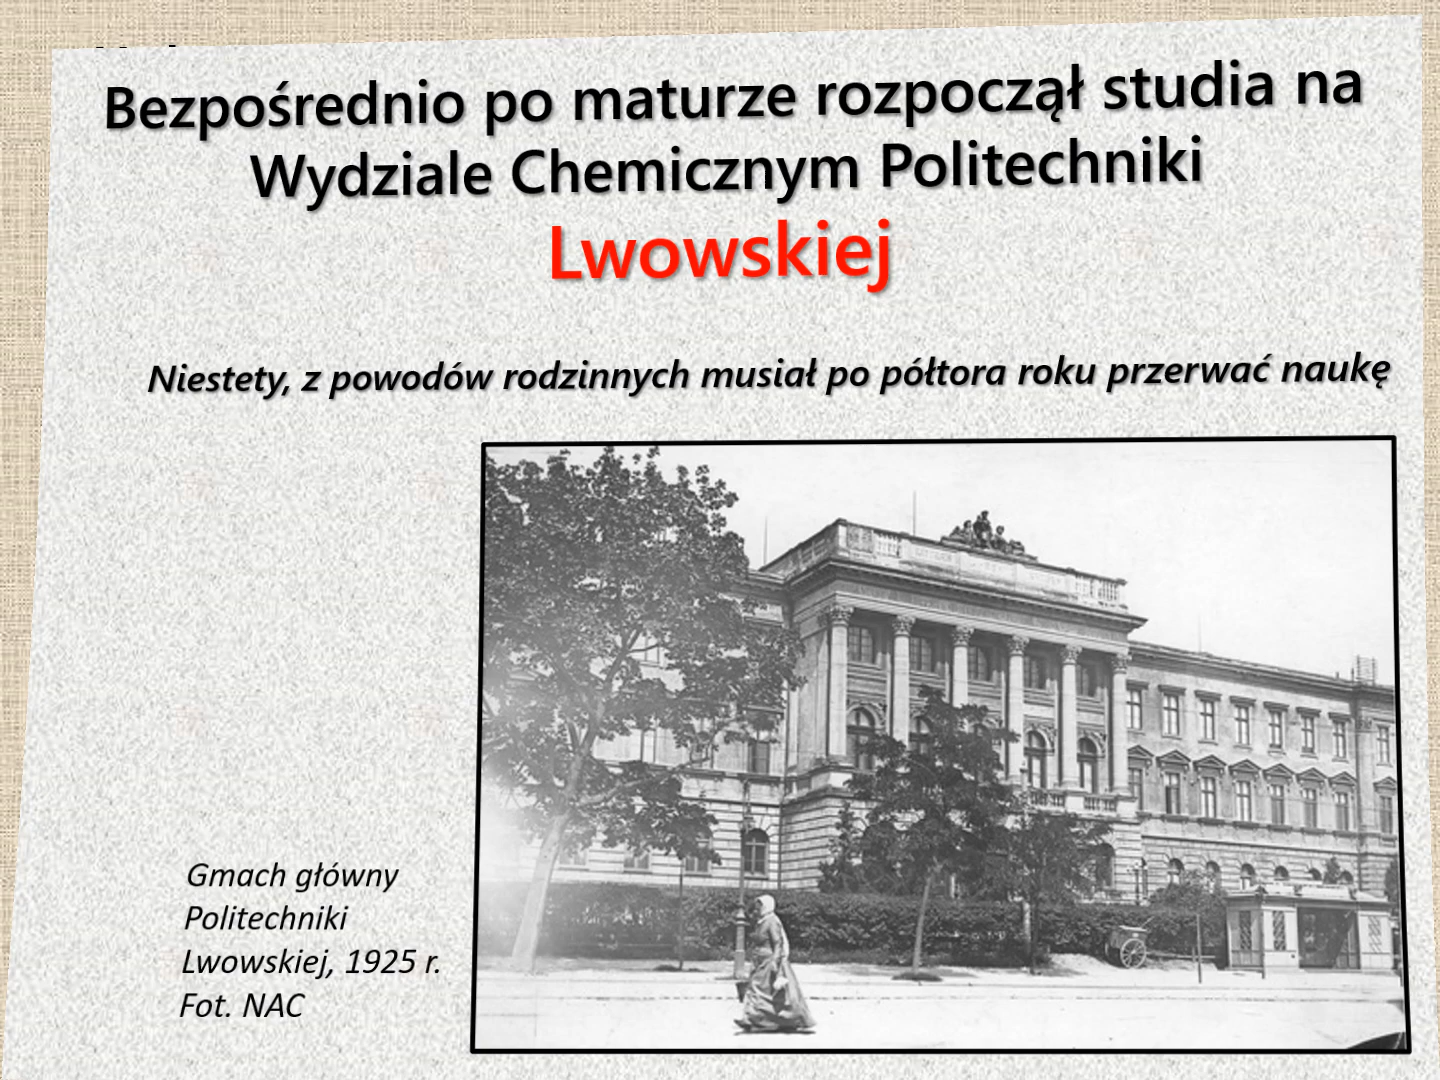 Bezpośrednio po maturze rozpoczął studia na
Wydziale Chemicznym Politechniki
Lwowskiej
Niestety, z powodów rodzinnych musiał po półtora roku przerwać naukę
Gmach główny
Politechniki
Lwowskiej, 1925 r.
Fot. NAC